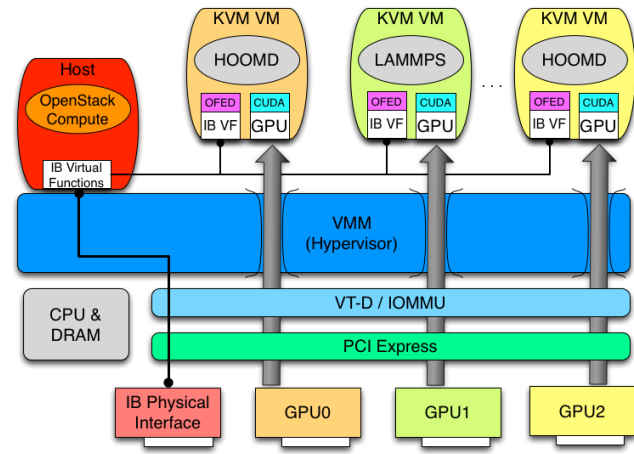 KVM VM
KVM VM
KVM VM
Host
HOOMD
LAMMPS
HOOMD
OpenStack
Compute
. . .
OFED
CUDA
OFED
CUDA
OFED
CUDA
IB VF
GPU
IB VF
GPU
IB VF
GPU
IB Virtual
Functions
VMM
(Hypervisor)
CPU &
DRAM
VT-D / IOMMU
PCI Express
IB Physical
Interface
GPU0
GPU1
GPU2